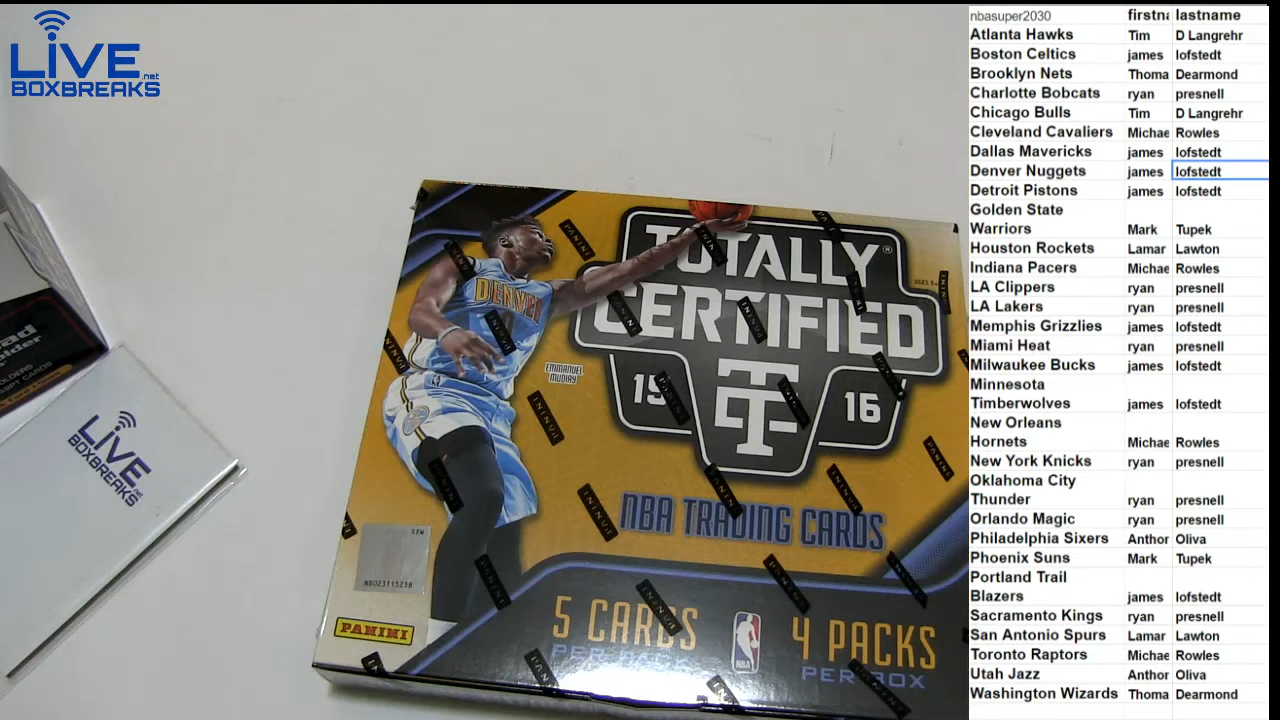 LIVE.net
BOXBREAKS
LIVE.net
BOXBREAKS
TOTALLY®
CERTIFIED
AGES 8+
DENVER
EMMANUEL
MUDIAY
15 16
NBA TRADING CARDS
5 CARDS
PER PACK
NBA
4 PACKS
PER BOX
PANINI
nbasuper2030 firstna lastname
Atlanta Hawks Tim D Langrehr
Boston Celtics james lofstedt
Brooklyn Nets Thoma Dearmond
Charlotte Bobcats ryan presnell
Chicago Bulls Tim D Langrehr
Cleveland Cavaliers Michae Rowles
Dallas Mavericks james lofstedt
Denver Nuggets james lofstedt
Detroit Pistons james lofstedt
Golden State
Warriors Mark Tupek
Houston Rockets Lamar Lawton
Indiana Pacers Michae Rowles
LA Clippers ryan presnell
LA Lakers ryan presnell
Memphis Grizzlies james lofstedt
Miami Heat ryan presnell
Milwaukee Bucks james lofstedt
Minnesota
Timberwolves james lofstedt
New Orleans
Hornets Michae Rowles
New York Knicks ryan presnell
Oklahoma City
Thunder ryan presnell
Orlando Magic ryan presnell
Philadelphia Sixers Anthor Oliva
Phoenix Suns Mark Tupek
Portland Trail
Blazers james lofstedt
Sacramento Kings ryan presnell
San Antonio Spurs Lamar Lawton
Toronto Raptors Michae Rowles
Utah Jazz Anthor Oliva
Washington Wizards Thoma Dearmond